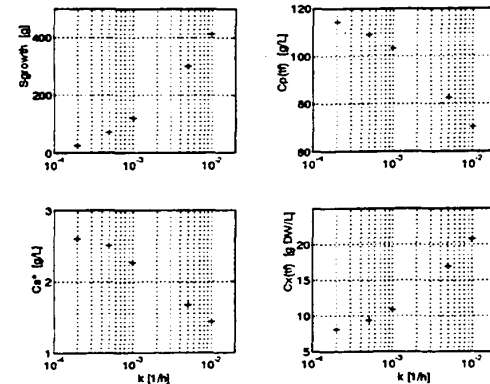 Sgrowth [g]
400
200
0
10⁻⁴ 10⁻³ 10⁻²
Cp(tf) [g/L]
120
100
80
60
10⁻⁴ 10⁻³ 10⁻²
Ca* [g/L]
3
2
1
10⁻⁴ 10⁻³ 10⁻²
k [1/h]
Cx(tf) [g DW/L]
20
15
10
10⁻⁴ 10⁻³ 10⁻²
k [1/h]